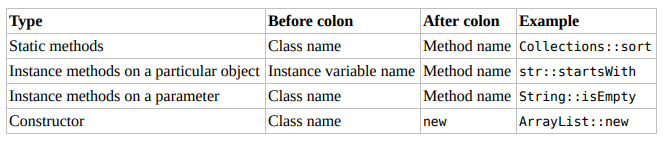 Type Before colon After colon Example
Static methods Class name Method name Collections::sort
Instance methods on a particular object Instance variable name Method name str::startsWith
Instance methods on a parameter Class name Method name String::isEmpty
Constructor Class name new ArrayList::new